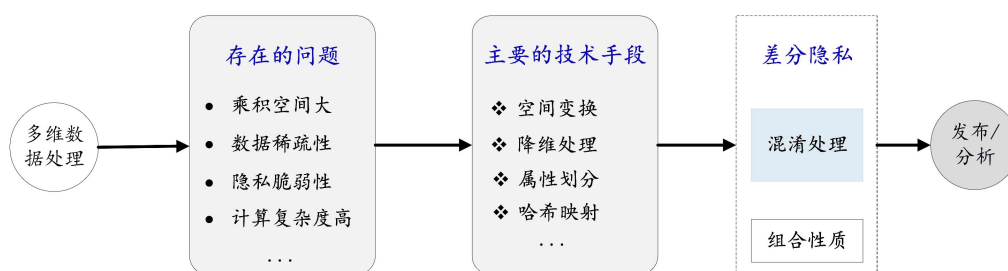 多维数
据处理
存在的问题
● 乘积空间大
● 数据稀疏性
● 隐私脆弱性
● 计算复杂度高
...
主要的技术手段
❖ 空间变换
❖ 降维处理
❖ 属性划分
❖ 哈希映射
...
差分隐私
混淆处理
组合性质
发布/
分析